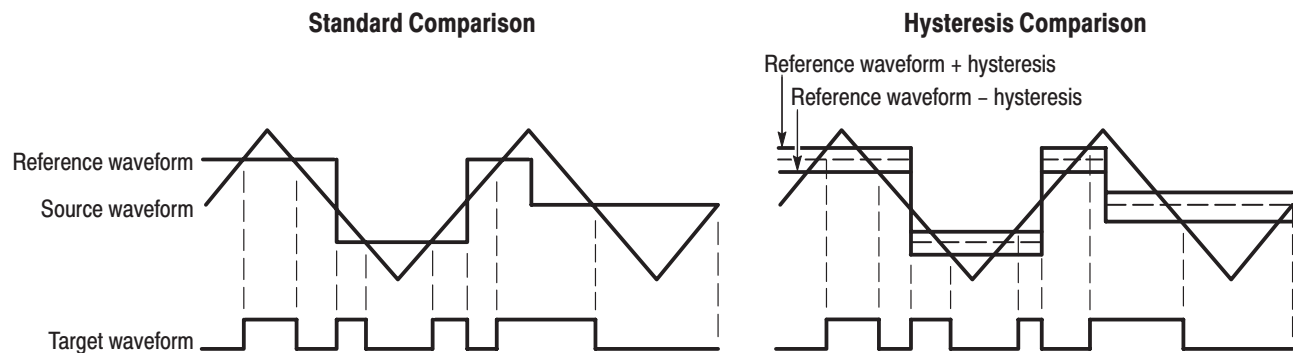 Standard Comparison
Hysteresis Comparison
Reference waveform + hysteresis
Reference waveform – hysteresis
Reference waveform
Source waveform
Target waveform